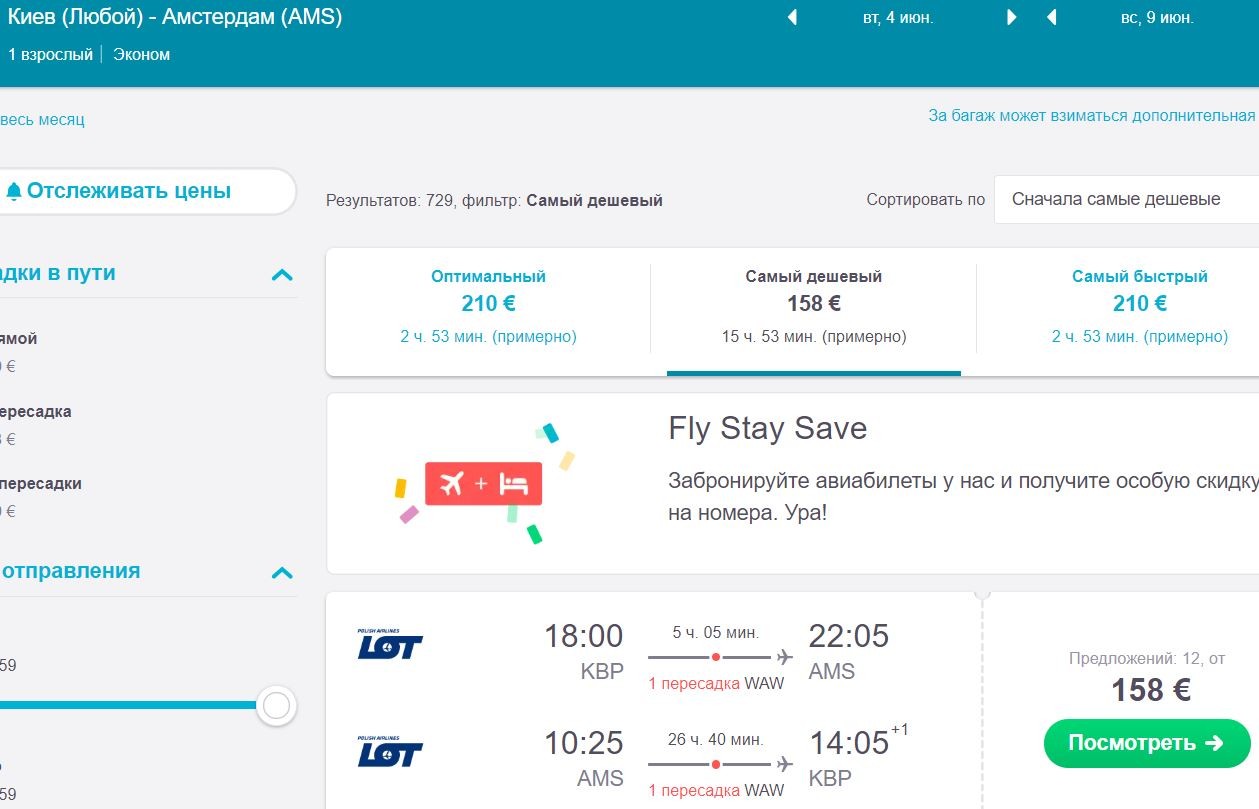 Киев (Любой) - Амстердам (AMS)
вт, 4 июн.
вс, 9 июн.
1 взрослый | Эконом
весь месяц
За багаж может взиматься дополнительная
Отслеживать цены
Результатов: 729, фильтр: Самый дешевый
Сортировать по
Сначала самые дешевые
адки в пути
ямой
€
ересадка
€
пересадки
€
отправления
59
59
Оптимальный
210 €
2 ч. 53 мин. (примерно)
Самый дешевый
158 €
15 ч. 53 мин. (примерно)
Самый быстрый
210 €
2 ч. 53 мин. (примерно)
Fly Stay Save
Забронируйте авиабилеты у нас и получите особую скидку
на номера. Ура!
POLISH AIRLINES
LOT
18:00
KBP
5 ч. 05 мин.
1 пересадка WAW
22:05
AMS
POLISH AIRLINES
LOT
10:25
AMS
26 ч. 40 мин.
1 пересадка WAW
14:05 +1
KBP
Предложений: 12, от
158 €
Посмотреть →